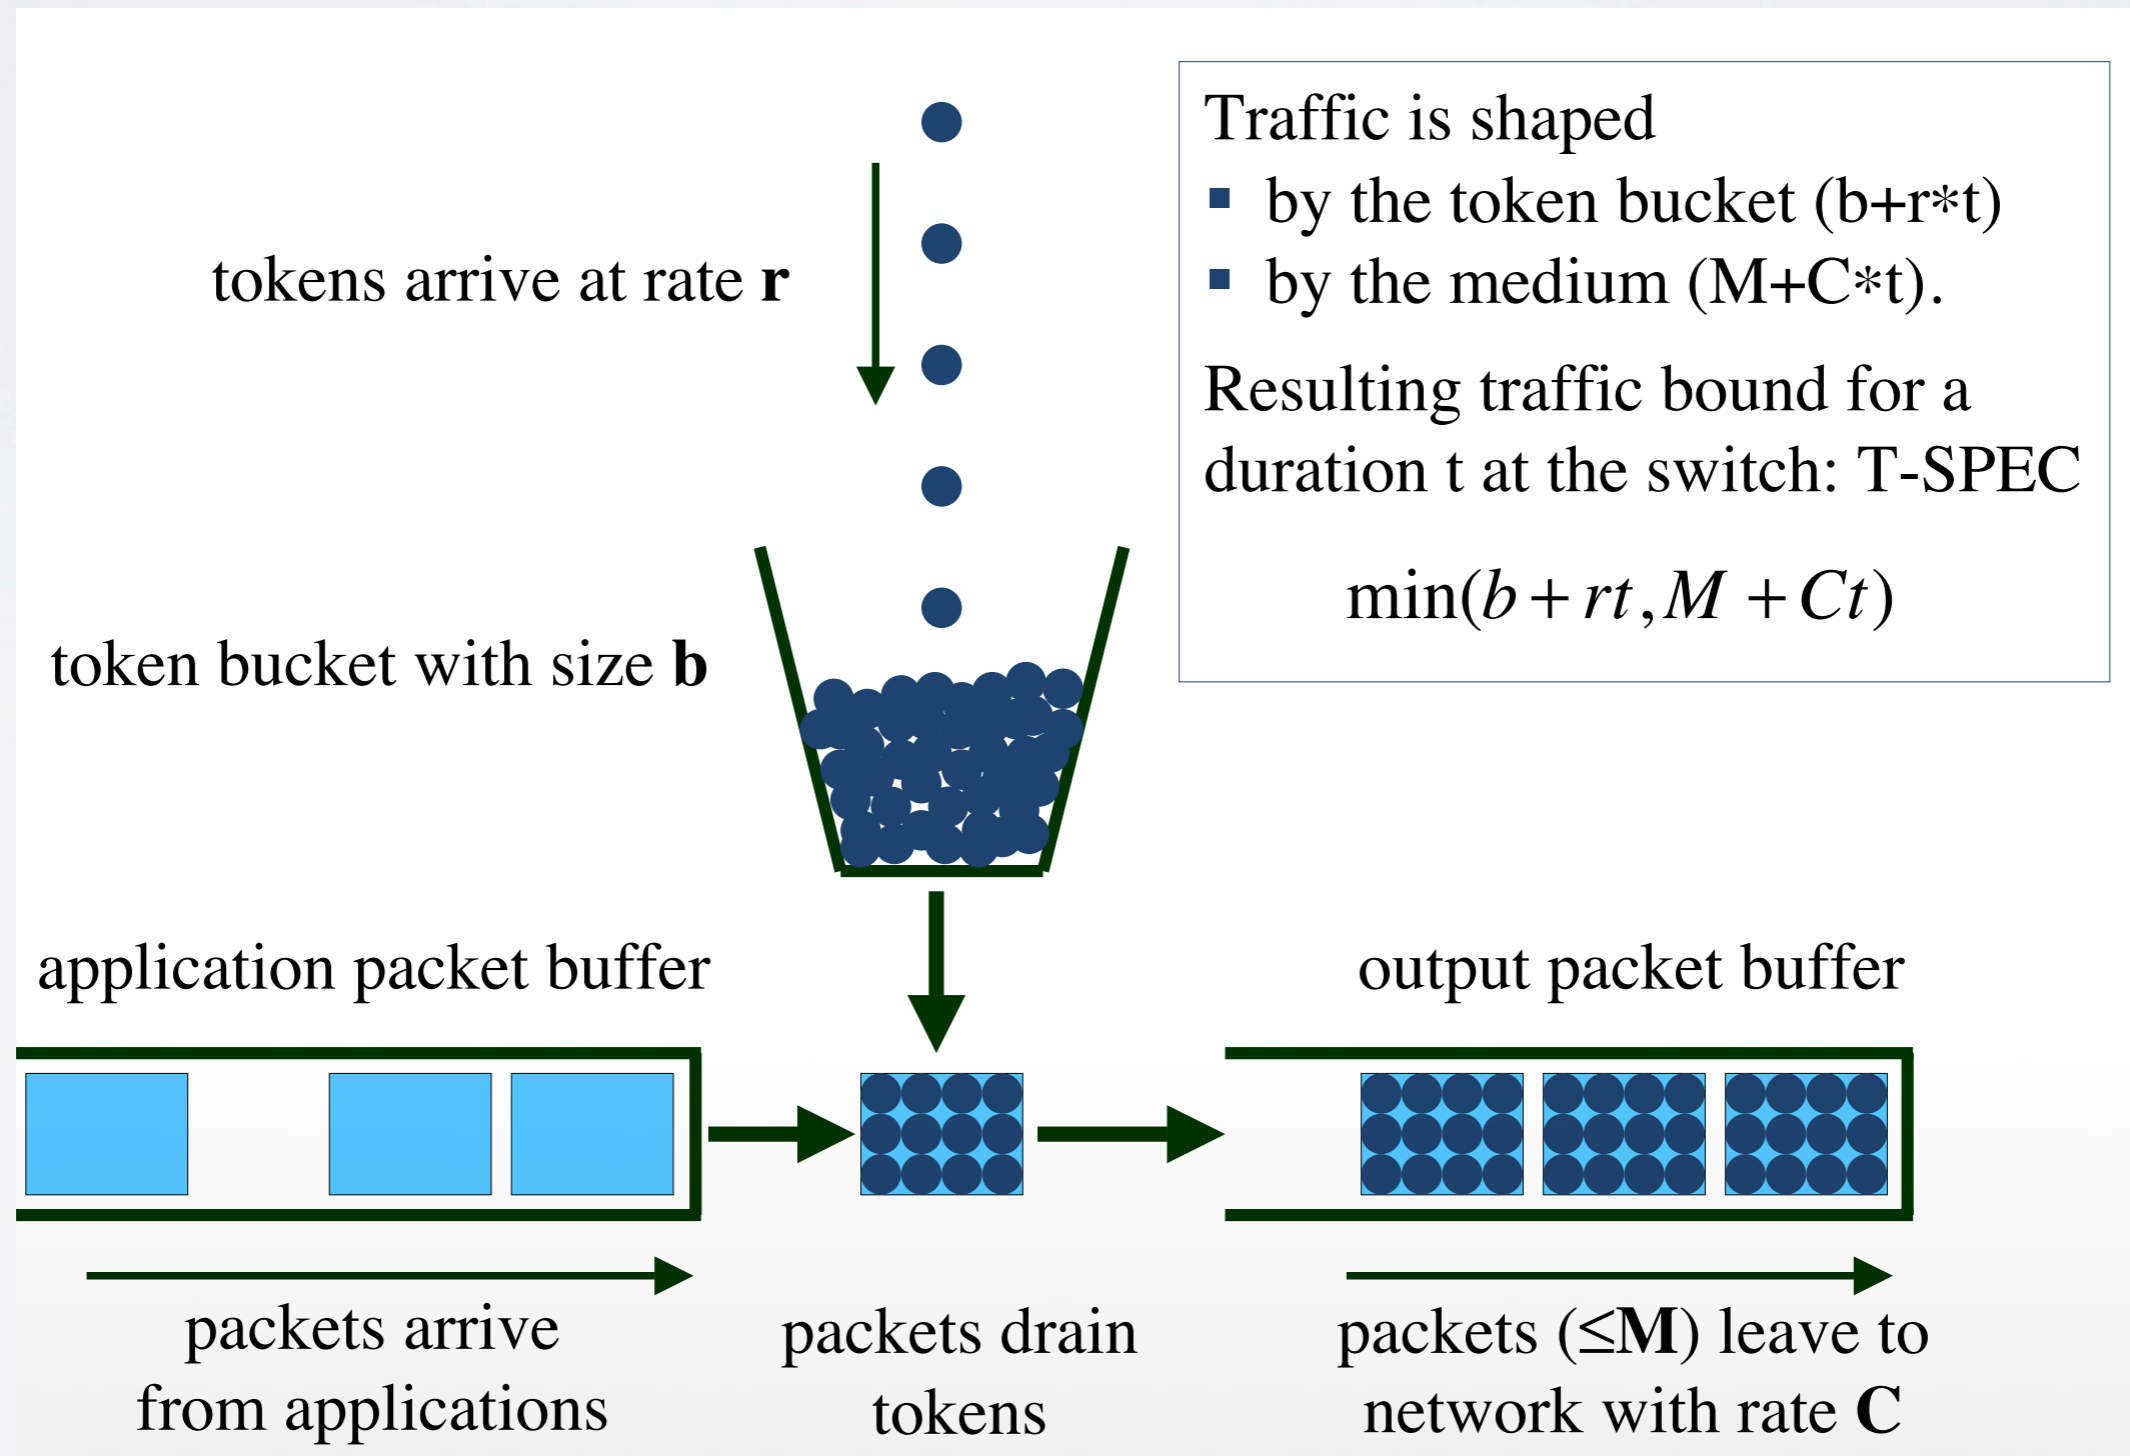 tokens arrive at rate r
token bucket with size b
Traffic is shaped
▪ by the token bucket (b+r*t)
▪ by the medium (M+C*t).
Resulting traffic bound for a
duration t at the switch: T-SPEC
min(b + rt, M + Ct)
application packet buffer
output packet buffer
packets arrive
from applications
packets drain
tokens
packets (≤M) leave to
network with rate C